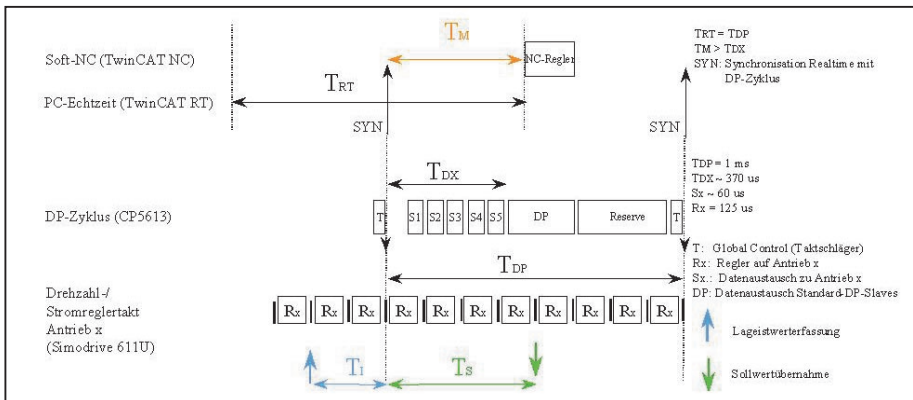 Soft-NC (TwinCAT NC)
TM
NC-Regler
TRT = TDP
TM > TDX
SYN: Synchronisation Realtime mit
DP-Zyklus
TRT
PC-Echtzeit (TwinCAT RT)
SYN
SYN
TDX
TDP = 1 ms
TDX ~ 370 us
Sx ~ 60 us
Rx = 125 us
DP-Zyklus (CP5613)
T
S1
S2
S3
S4
S5
DP
Reserve
T
TDP
T: Global Control (Taktschläger)
Rx: Regler auf Antrieb x
Sx.: Datenaustausch zu Antrieb x
DP: Datenaustausch Standard-DP-Slaves
Drehzahl-/
Stromreglertakt
Antrieb x
(Simodrive 611U)
Rx
Rx
Rx
Rx
Rx
Rx
Rx
Rx
Rx
Rx
Rx
Lageistwerterfassung
TI
TS
Sollwertübernahme